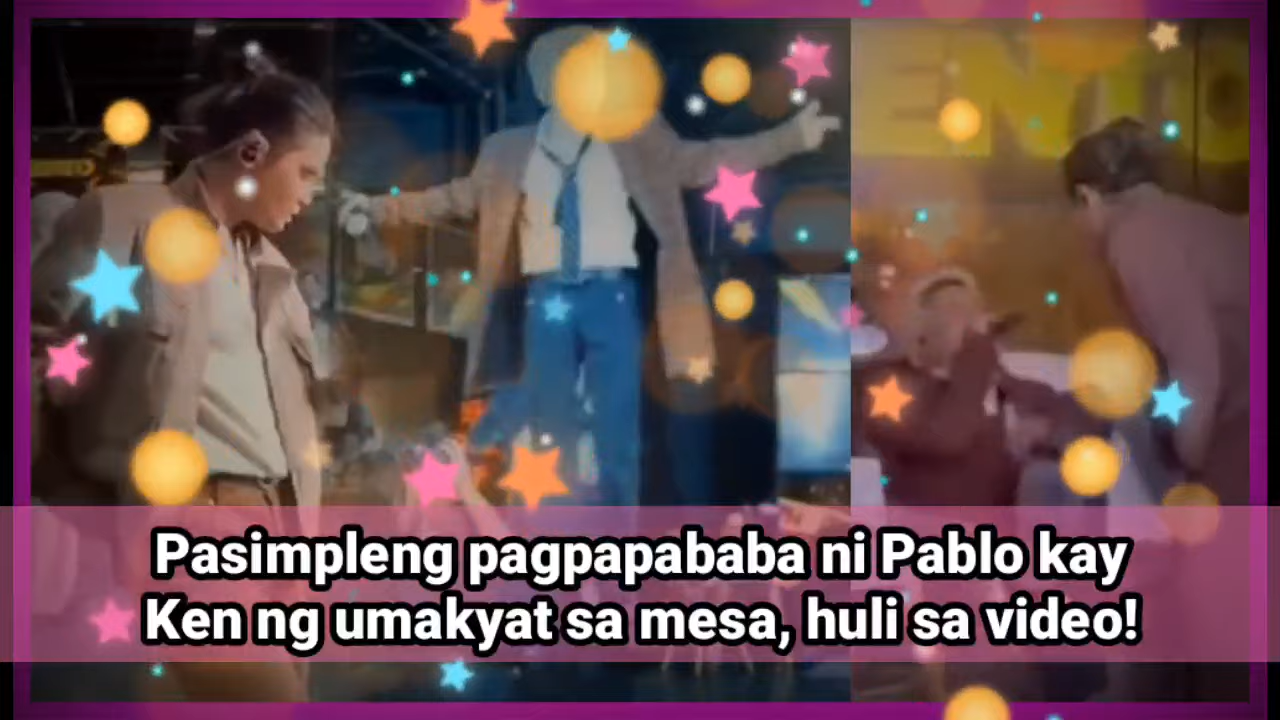 Pasimpleng pagpapababa ni Pablo kay
Ken ng umakyat sa mesa, huli sa video!